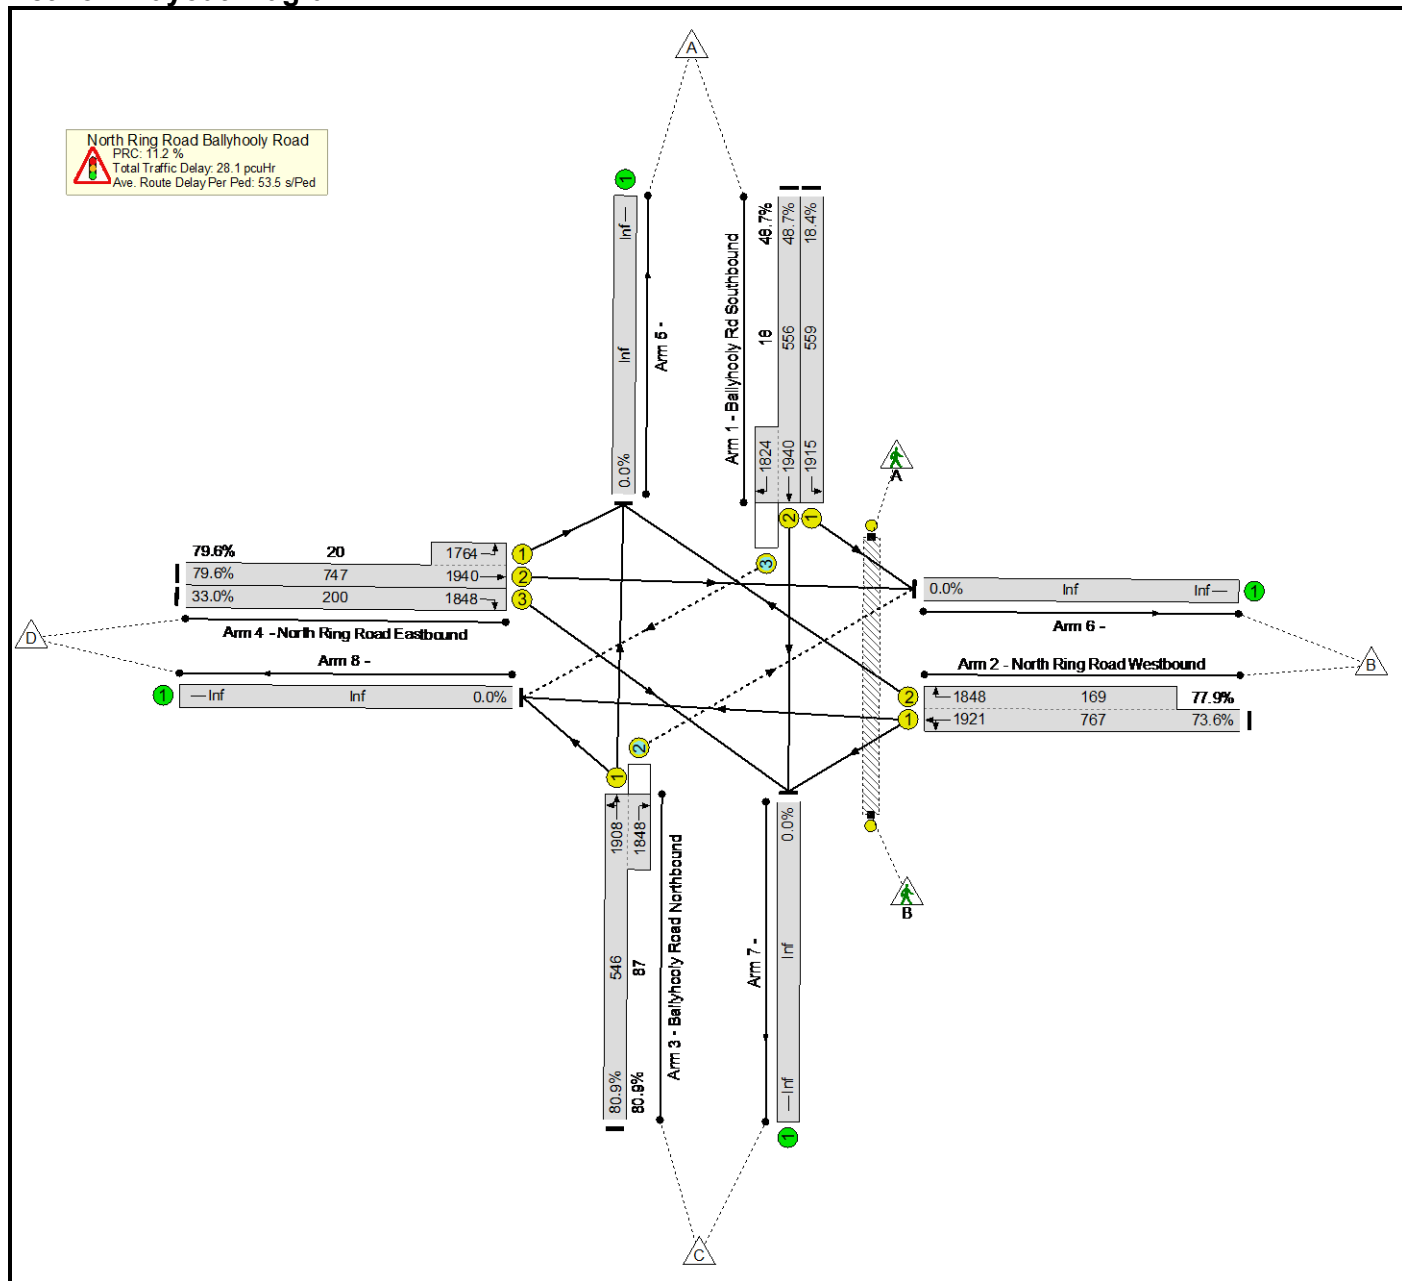 A
North Ring Road Ballyhooly Road
PRC: 11.2 %
Total Traffic Delay: 28.1 pcuHr
Ave. Route Delay Per Ped: 53.5 s/Ped
1
Inf
Inf
0.0%
Arm 5 -
Arm 1 - Ballyhooly Rd Southbound
48.7%
18
1824
48.7%
556
1940
18.4%
559
1915
3
2
1
A
79.6% 20 1764
79.6% 747 1940
33.0% 200 1848
1
2
3
Arm 4 - North Ring Road Eastbound
D
Arm 8 -
1
Inf Inf 0.0%
0.0% Inf Inf
1
Arm 6 -
B
Arm 2 - North Ring Road Westbound
2
1848 169 77.9%
1
1921 767 73.6%
1
2
1908
546
80.9%
1848
87
80.9%
Arm 3 - Ballyhooly Road Northbound
Arm 7 -
0.0%
Inf
Inf
1
B
C